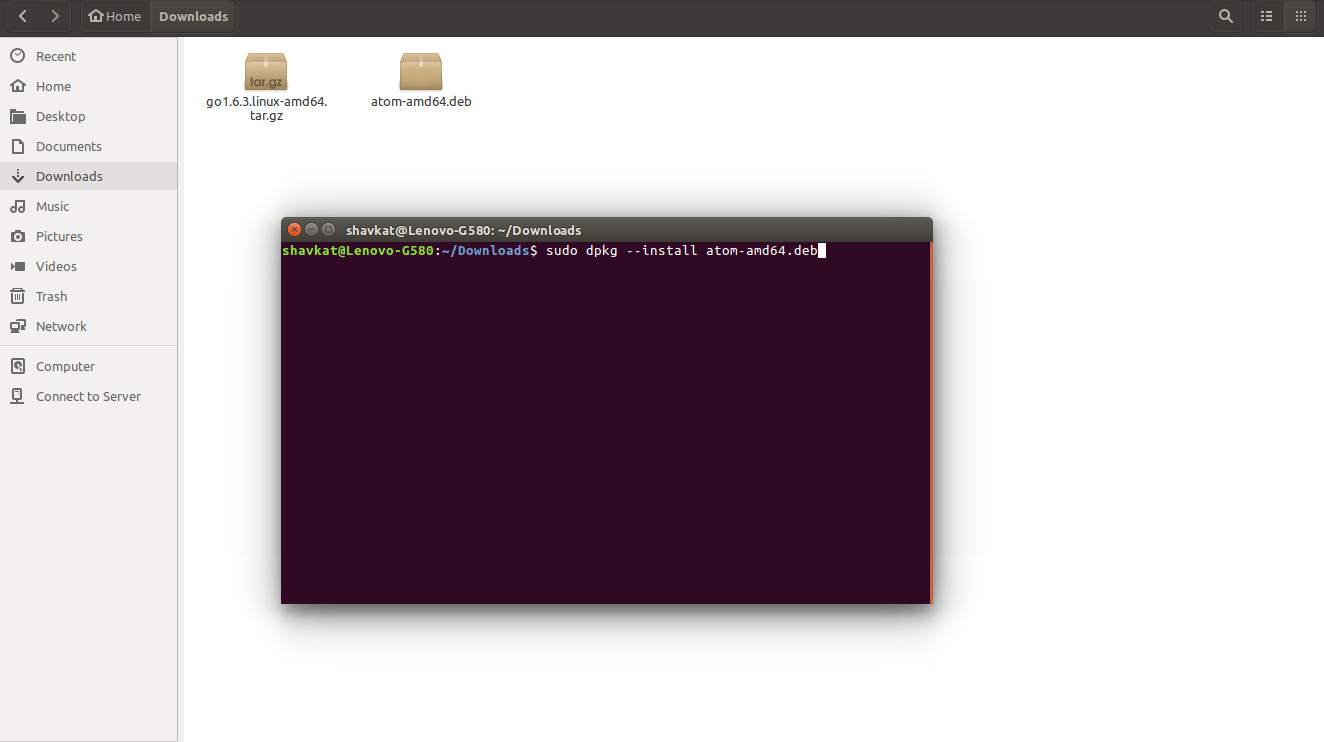 Home Downloads
Recent
Home
Desktop
Documents
Downloads
Music
Pictures
Videos
Trash
Network
Computer
Connect to Server
tar.gz
go1.6.3.linux-amd64.
tar.gz
atom-amd64.deb
shavkat@Lenovo-G580: ~/Downloads
shavkat@Lenovo-G580:~/Downloads$ sudo dpkg --install atom-amd64.deb